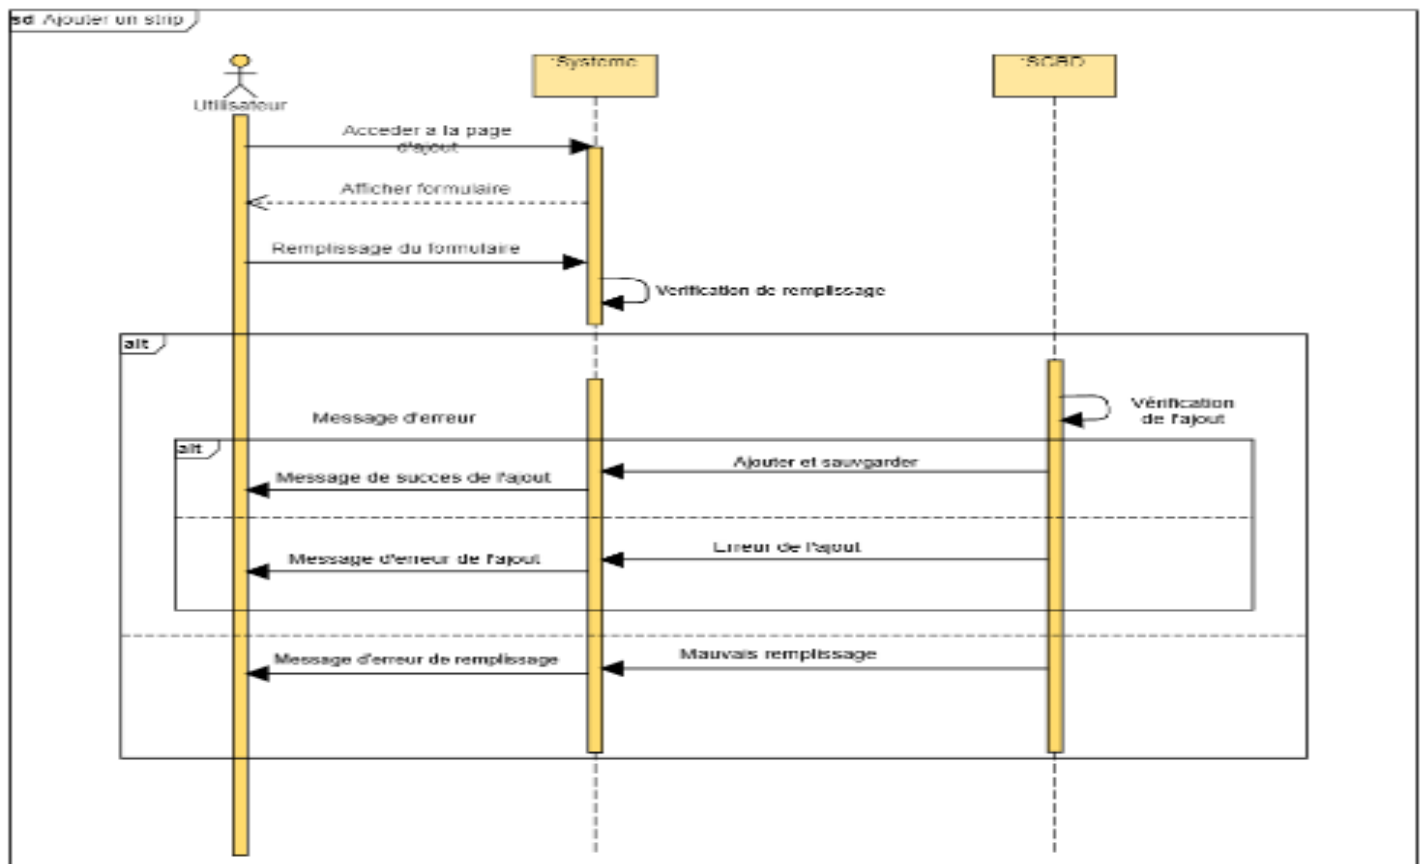 sd Ajouter un strip
:Systeme
:SGBD
Utilisateur
Acceder a la page
d'ajout
Afficher formulaire
Remplissage du formulaire
Verification de remplissage
alt
Vérification
de l'ajout
Message d'erreur
alt
Ajouter et sauvgarder
Message de succes de l'ajout
Erreur de l'ajout
Message d'erreur de l'ajout
Mauvais remplissage
Message d'erreur de remplissage